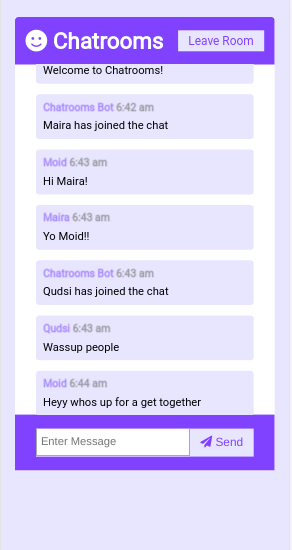 Chatrooms
Leave Room
Welcome to Chatrooms!
Chatrooms Bot 6:42 am
Maira has joined the chat
Moid 6:43 am
Hi Maira!
Maira 6:43 am
Yo Moid!!
Chatrooms Bot 6:43 am
Qudsi has joined the chat
Qudsi 6:43 am
Wassup people
Moid 6:44 am
Heyy whos up for a get together
Enter Message
Send